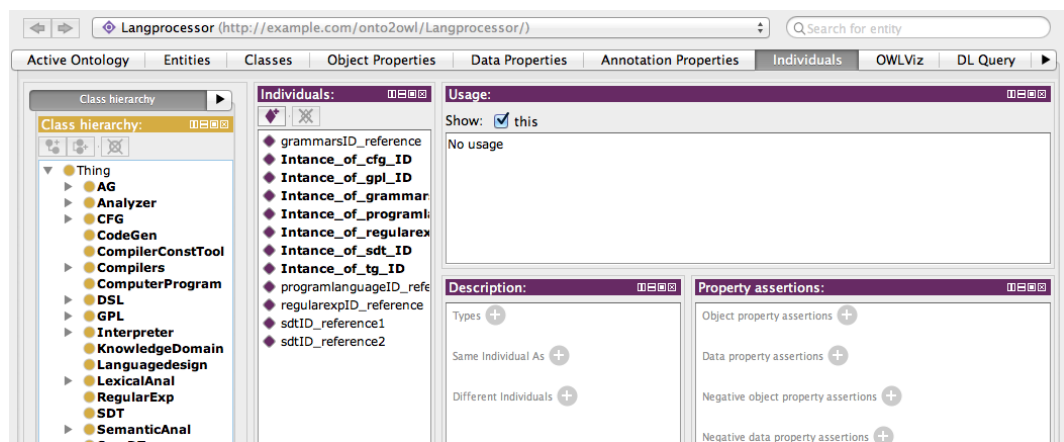 Langprocessor (http://example.com/onto2owl/Langprocessor/)
Search for entity
Active Ontology
Entities
Classes
Object Properties
Data Properties
Annotation Properties
Individuals
OWLViz
DL Query
Class hierarchy
Class hierarchy:
Thing
AG
Analyzer
CFG
CodeGen
CompilerConstTool
Compilers
ComputerProgram
DSL
GPL
Interpreter
KnowledgeDomain
Languagedesign
LexicalAnal
RegularExp
SDT
SemanticAnal
Individuals:
grammarsID_reference
Intance_of_cfg_ID
Intance_of_gpl_ID
Intance_of_grammar
Intance_of_programl
Intance_of_regularex
Intance_of_sdt_ID
Intance_of_tg_ID
programlanguageID_refe
regularexpID_reference
sdtID_reference1
sdtID_reference2
Usage:
Show: this
No usage
Description:
Types
Same Individual As
Different Individuals
Property assertions:
Object property assertions
Data property assertions
Negative object property assertions
Negative data property assertions